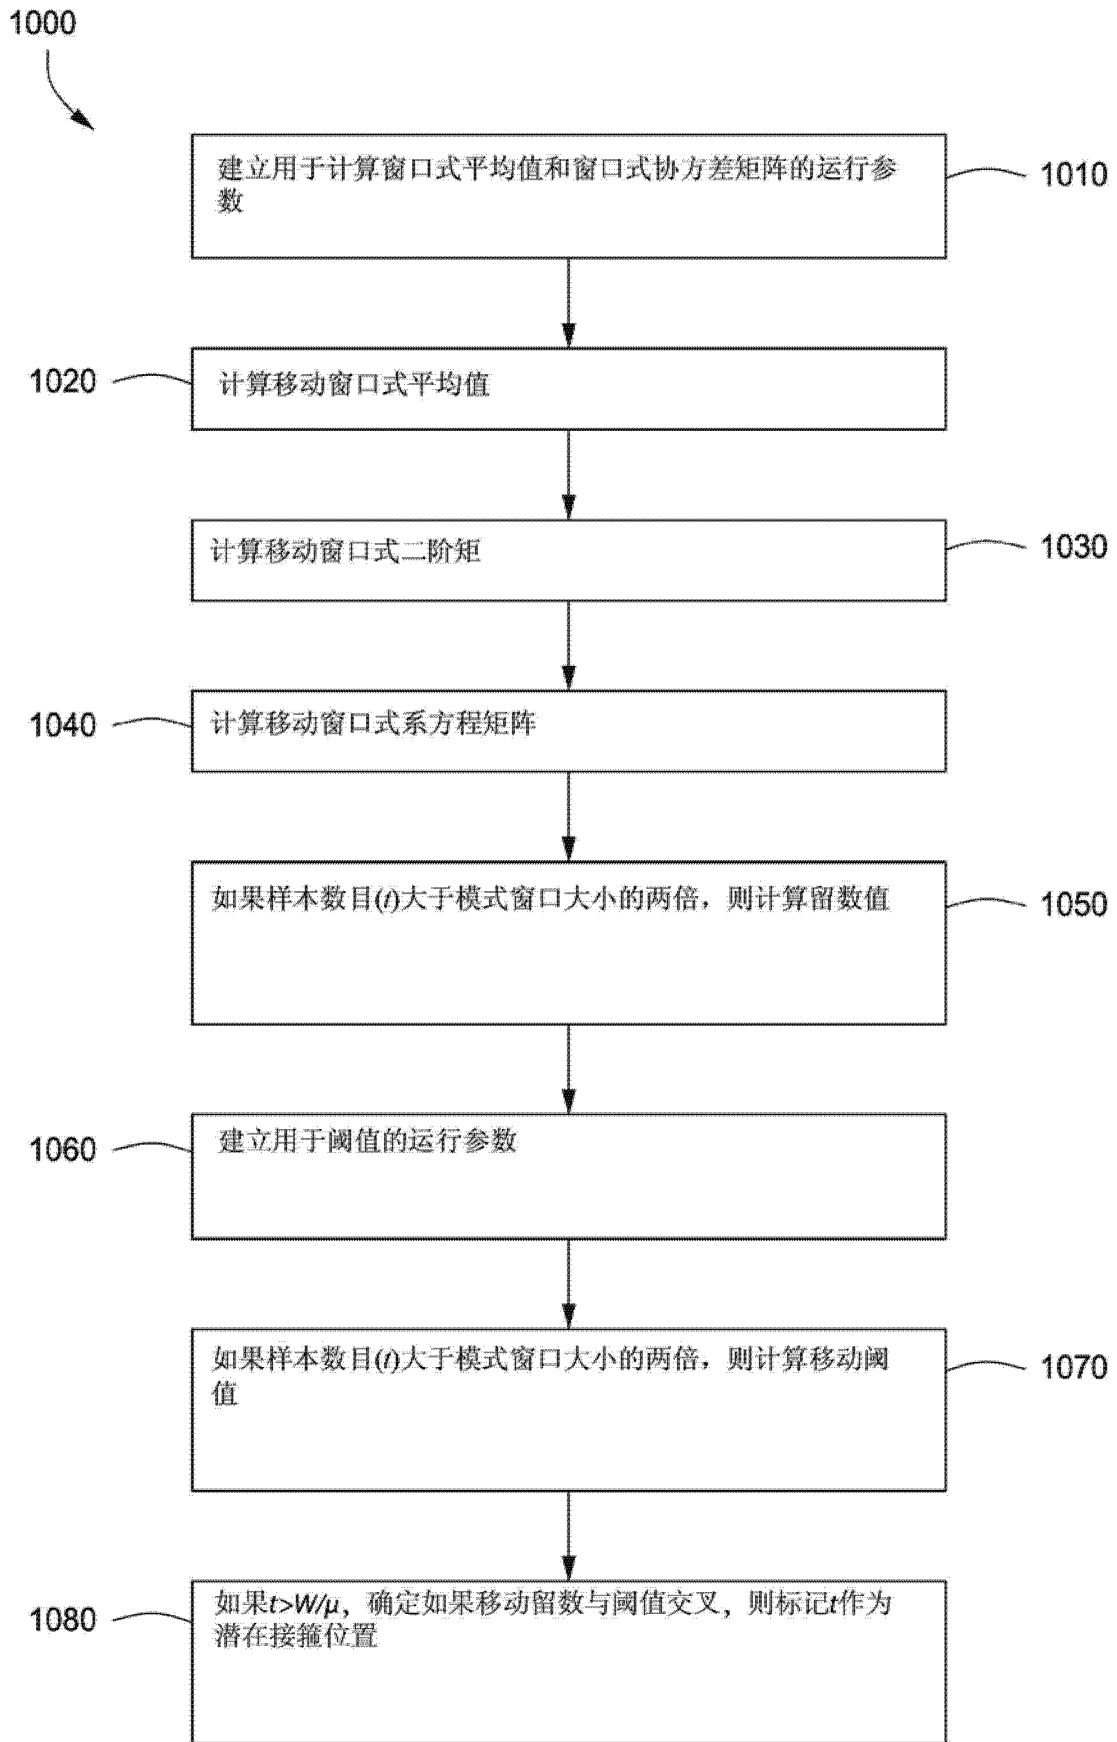 1000
建立用于计算窗口式平均值和窗口式协方差矩阵的运行参
数
1010
1020
计算移动窗口式平均值
计算移动窗口式二阶矩
1030
1040
计算移动窗口式系方程矩阵
如果样本数目(t)大于模式窗口大小的两倍，则计算留数值
1050
1060
建立用于阈值的运行参数
如果样本数目(t)大于模式窗口大小的两倍，则计算移动阈
值
1070
1080
如果t>W/μ，确定如果移动留数与阈值交叉，则标记t作为
潜在接箍位置